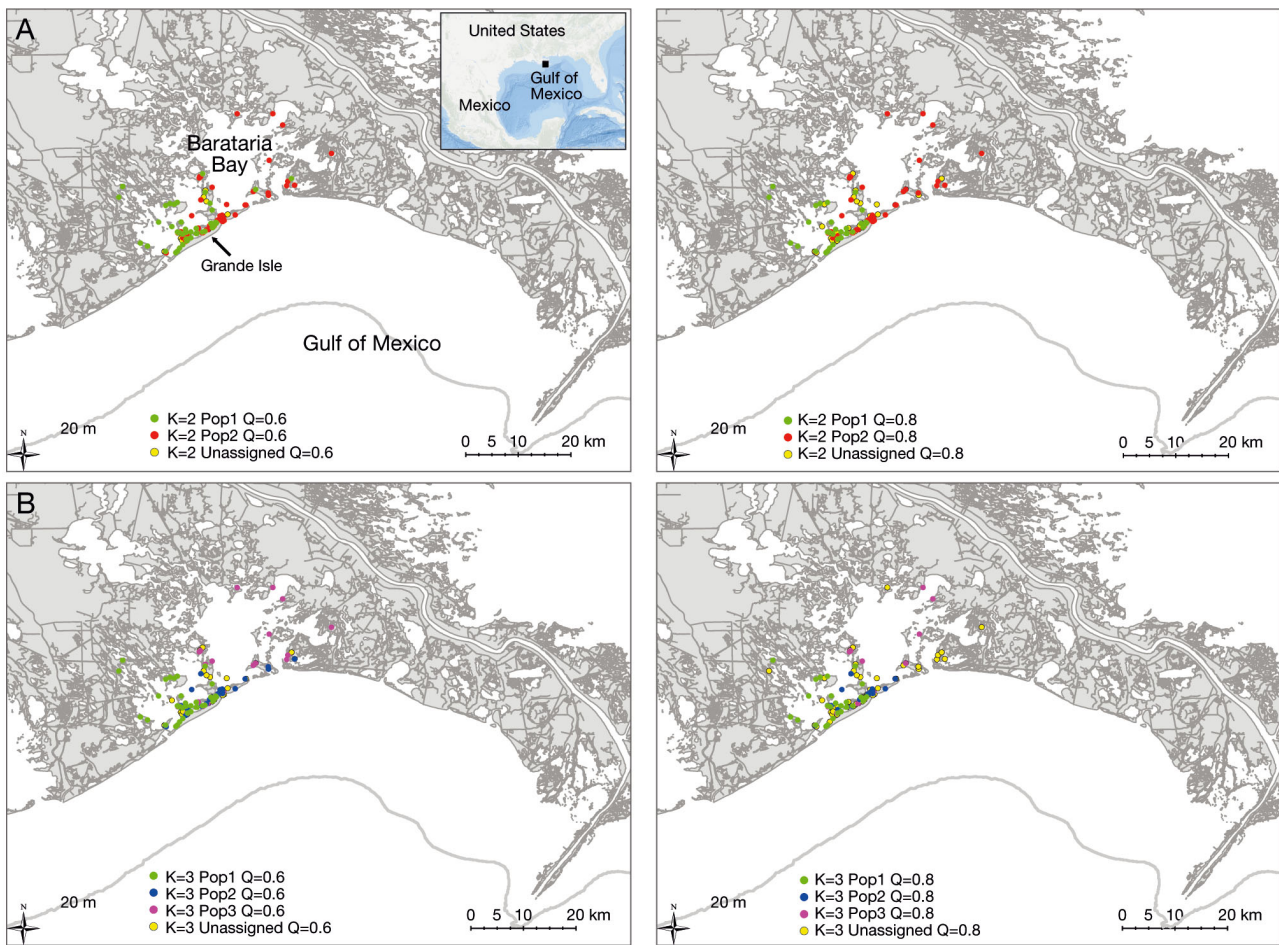 A
United States
Gulf of
Mexico
Mexico
Barataria
Bay
Grande Isle
Gulf of Mexico
K=2 Pop1 Q=0.6
K=2 Pop2 Q=0.6
K=2 Unassigned Q=0.6
N
20 m
0 5 10 20 km
K=2 Pop1 Q=0.8
K=2 Pop2 Q=0.8
K=2 Unassigned Q=0.8
N
20 m
0 5 10 20 km
B
K=3 Pop1 Q=0.6
K=3 Pop2 Q=0.6
K=3 Pop3 Q=0.6
K=3 Unassigned Q=0.6
N
20 m
0 5 10 20 km
K=3 Pop1 Q=0.8
K=3 Pop2 Q=0.8
K=3 Pop3 Q=0.8
K=3 Unassigned Q=0.8
N
20 m
0 5 10 20 km